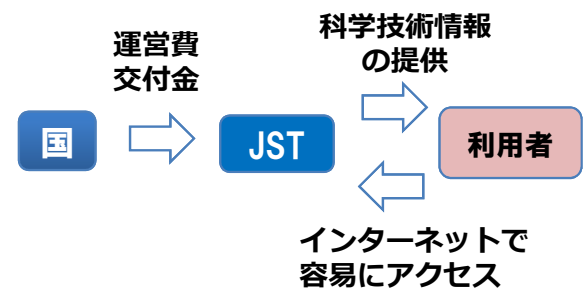 運営費
交付金
科学技術情報
の提供
国
JST
利用者
インターネットで
容易にアクセス